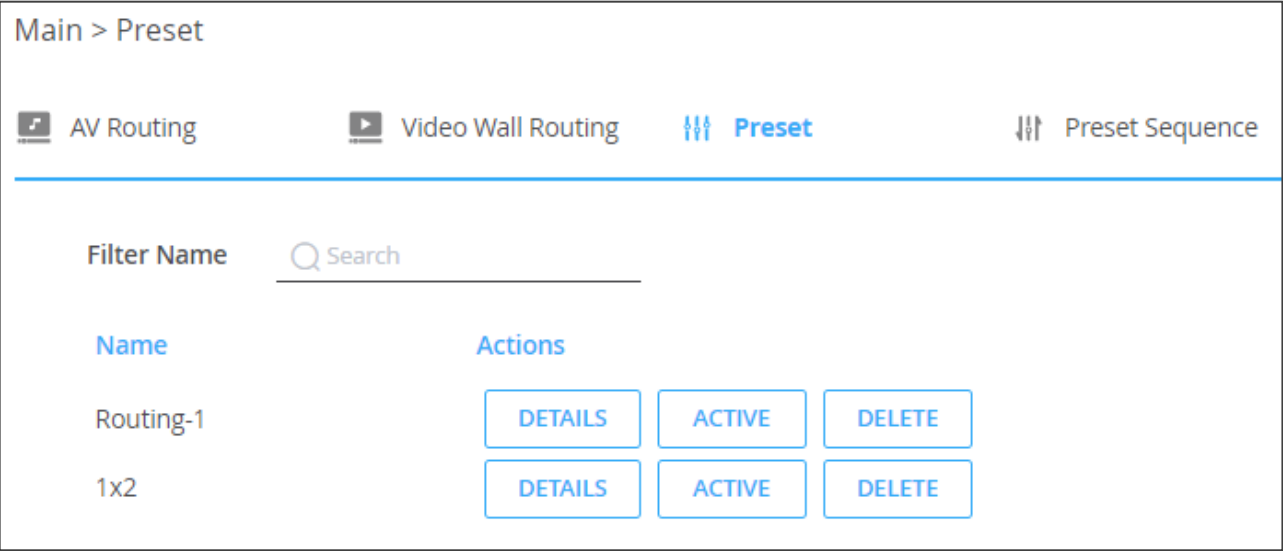 Main > Preset
AV Routing Video Wall Routing Preset Preset Sequence
Filter Name Search
Name Actions
Routing-1 DETAILS ACTIVE DELETE
1x2 DETAILS ACTIVE DELETE